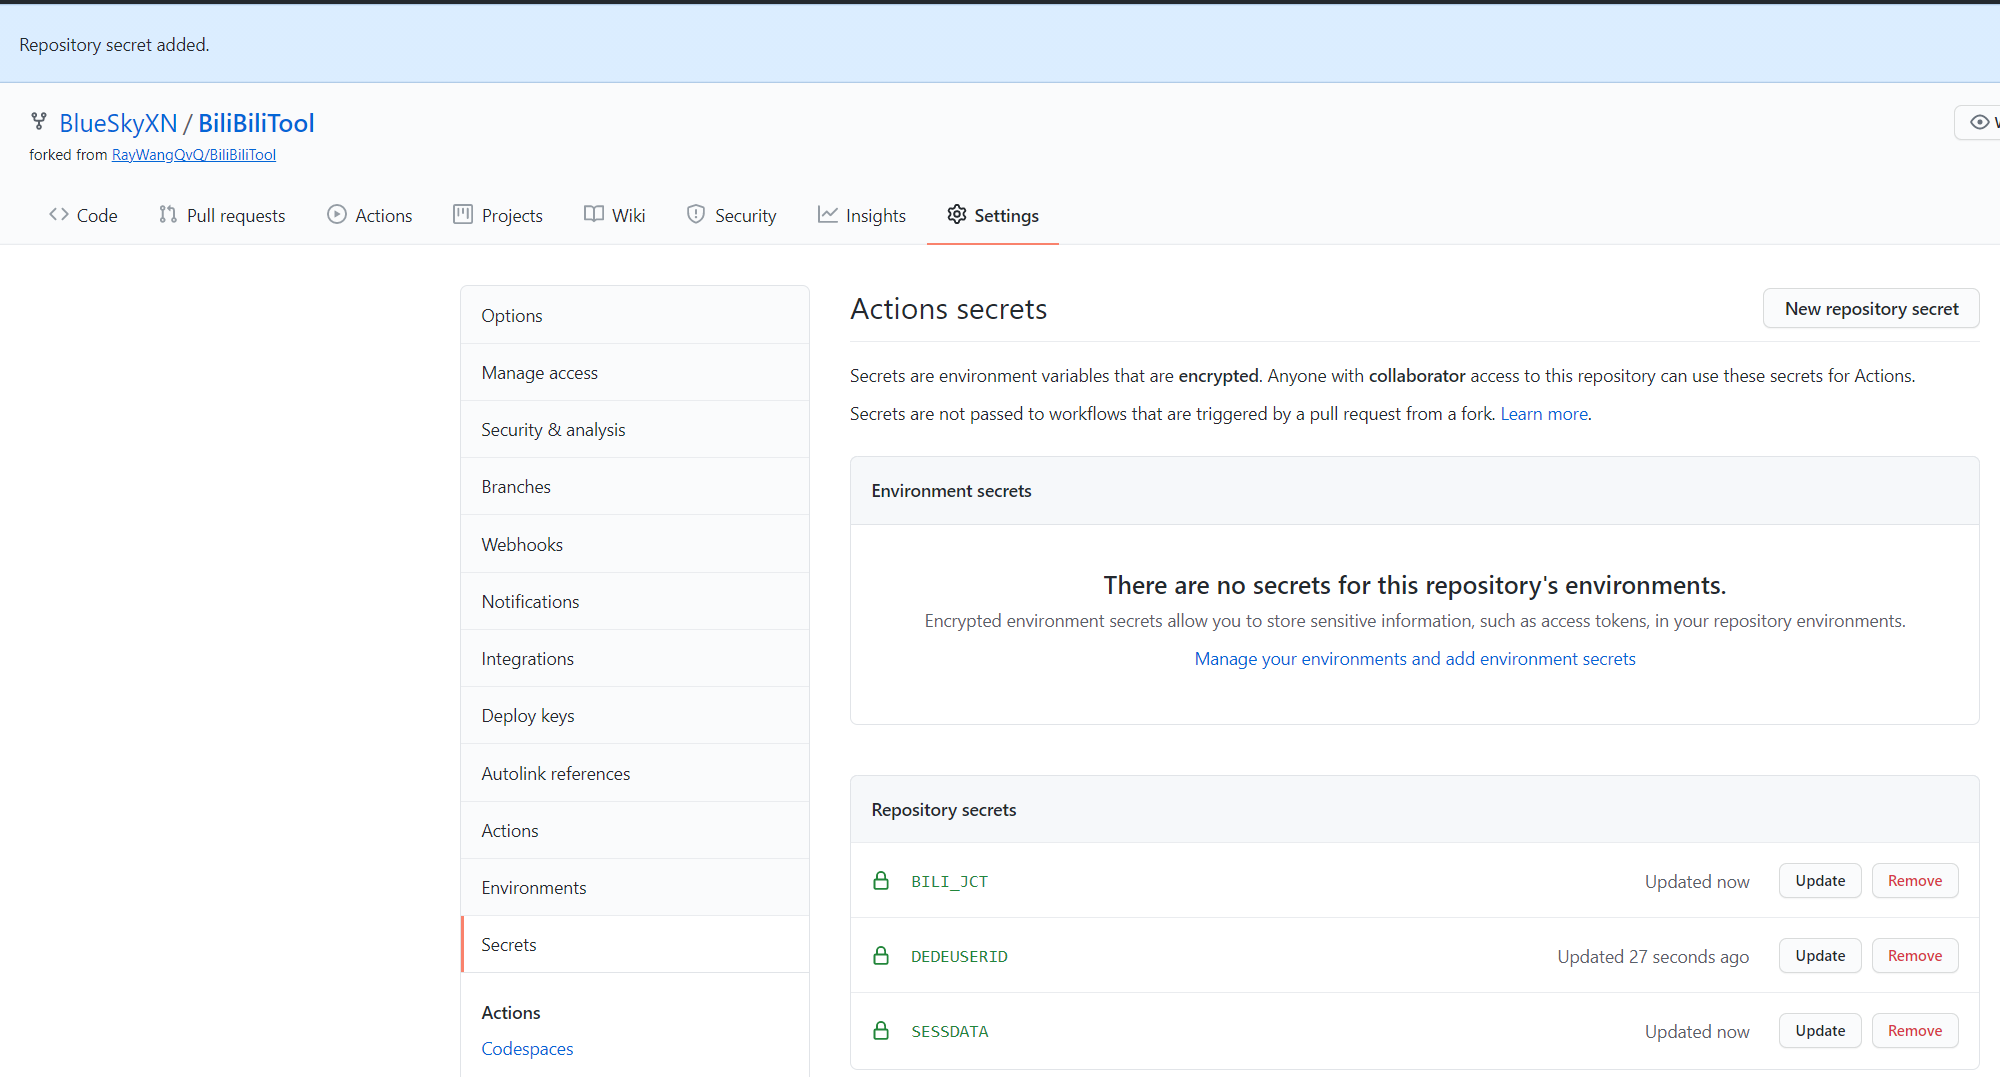 Repository secret added.
BlueSkyXN / BiliBiliTool
forked from RayWangQvQ/BiliBiliTool
Code
Pull requests
Actions
Projects
Wiki
Security
Insights
Settings
Options
Manage access
Security & analysis
Branches
Webhooks
Notifications
Integrations
Deploy keys
Autolink references
Actions
Environments
Secrets
Actions
Codespaces
Actions secrets
New repository secret
Secrets are environment variables that are encrypted. Anyone with collaborator access to this repository can use these secrets for Actions.
Secrets are not passed to workflows that are triggered by a pull request from a fork. Learn more.
Environment secrets
There are no secrets for this repository's environments.
Encrypted environment secrets allow you to store sensitive information, such as access tokens, in your repository environments.
Manage your environments and add environment secrets
Repository secrets
BILI_JCT Updated now Update Remove
DEDEUSERID Updated 27 seconds ago Update Remove
SESSDATA Updated now Update Remove